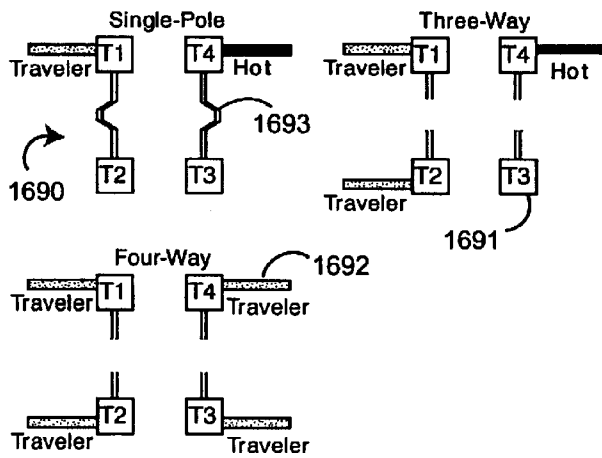 Single-Pole
T1
T4
Traveler
Hot
1693
1690
T2
T3
Three-Way
T1
T4
Traveler
Hot
T2
T3
Traveler
1691
Four-Way
1692
T1
T4
Traveler
Traveler
T2
T3
Traveler
Traveler